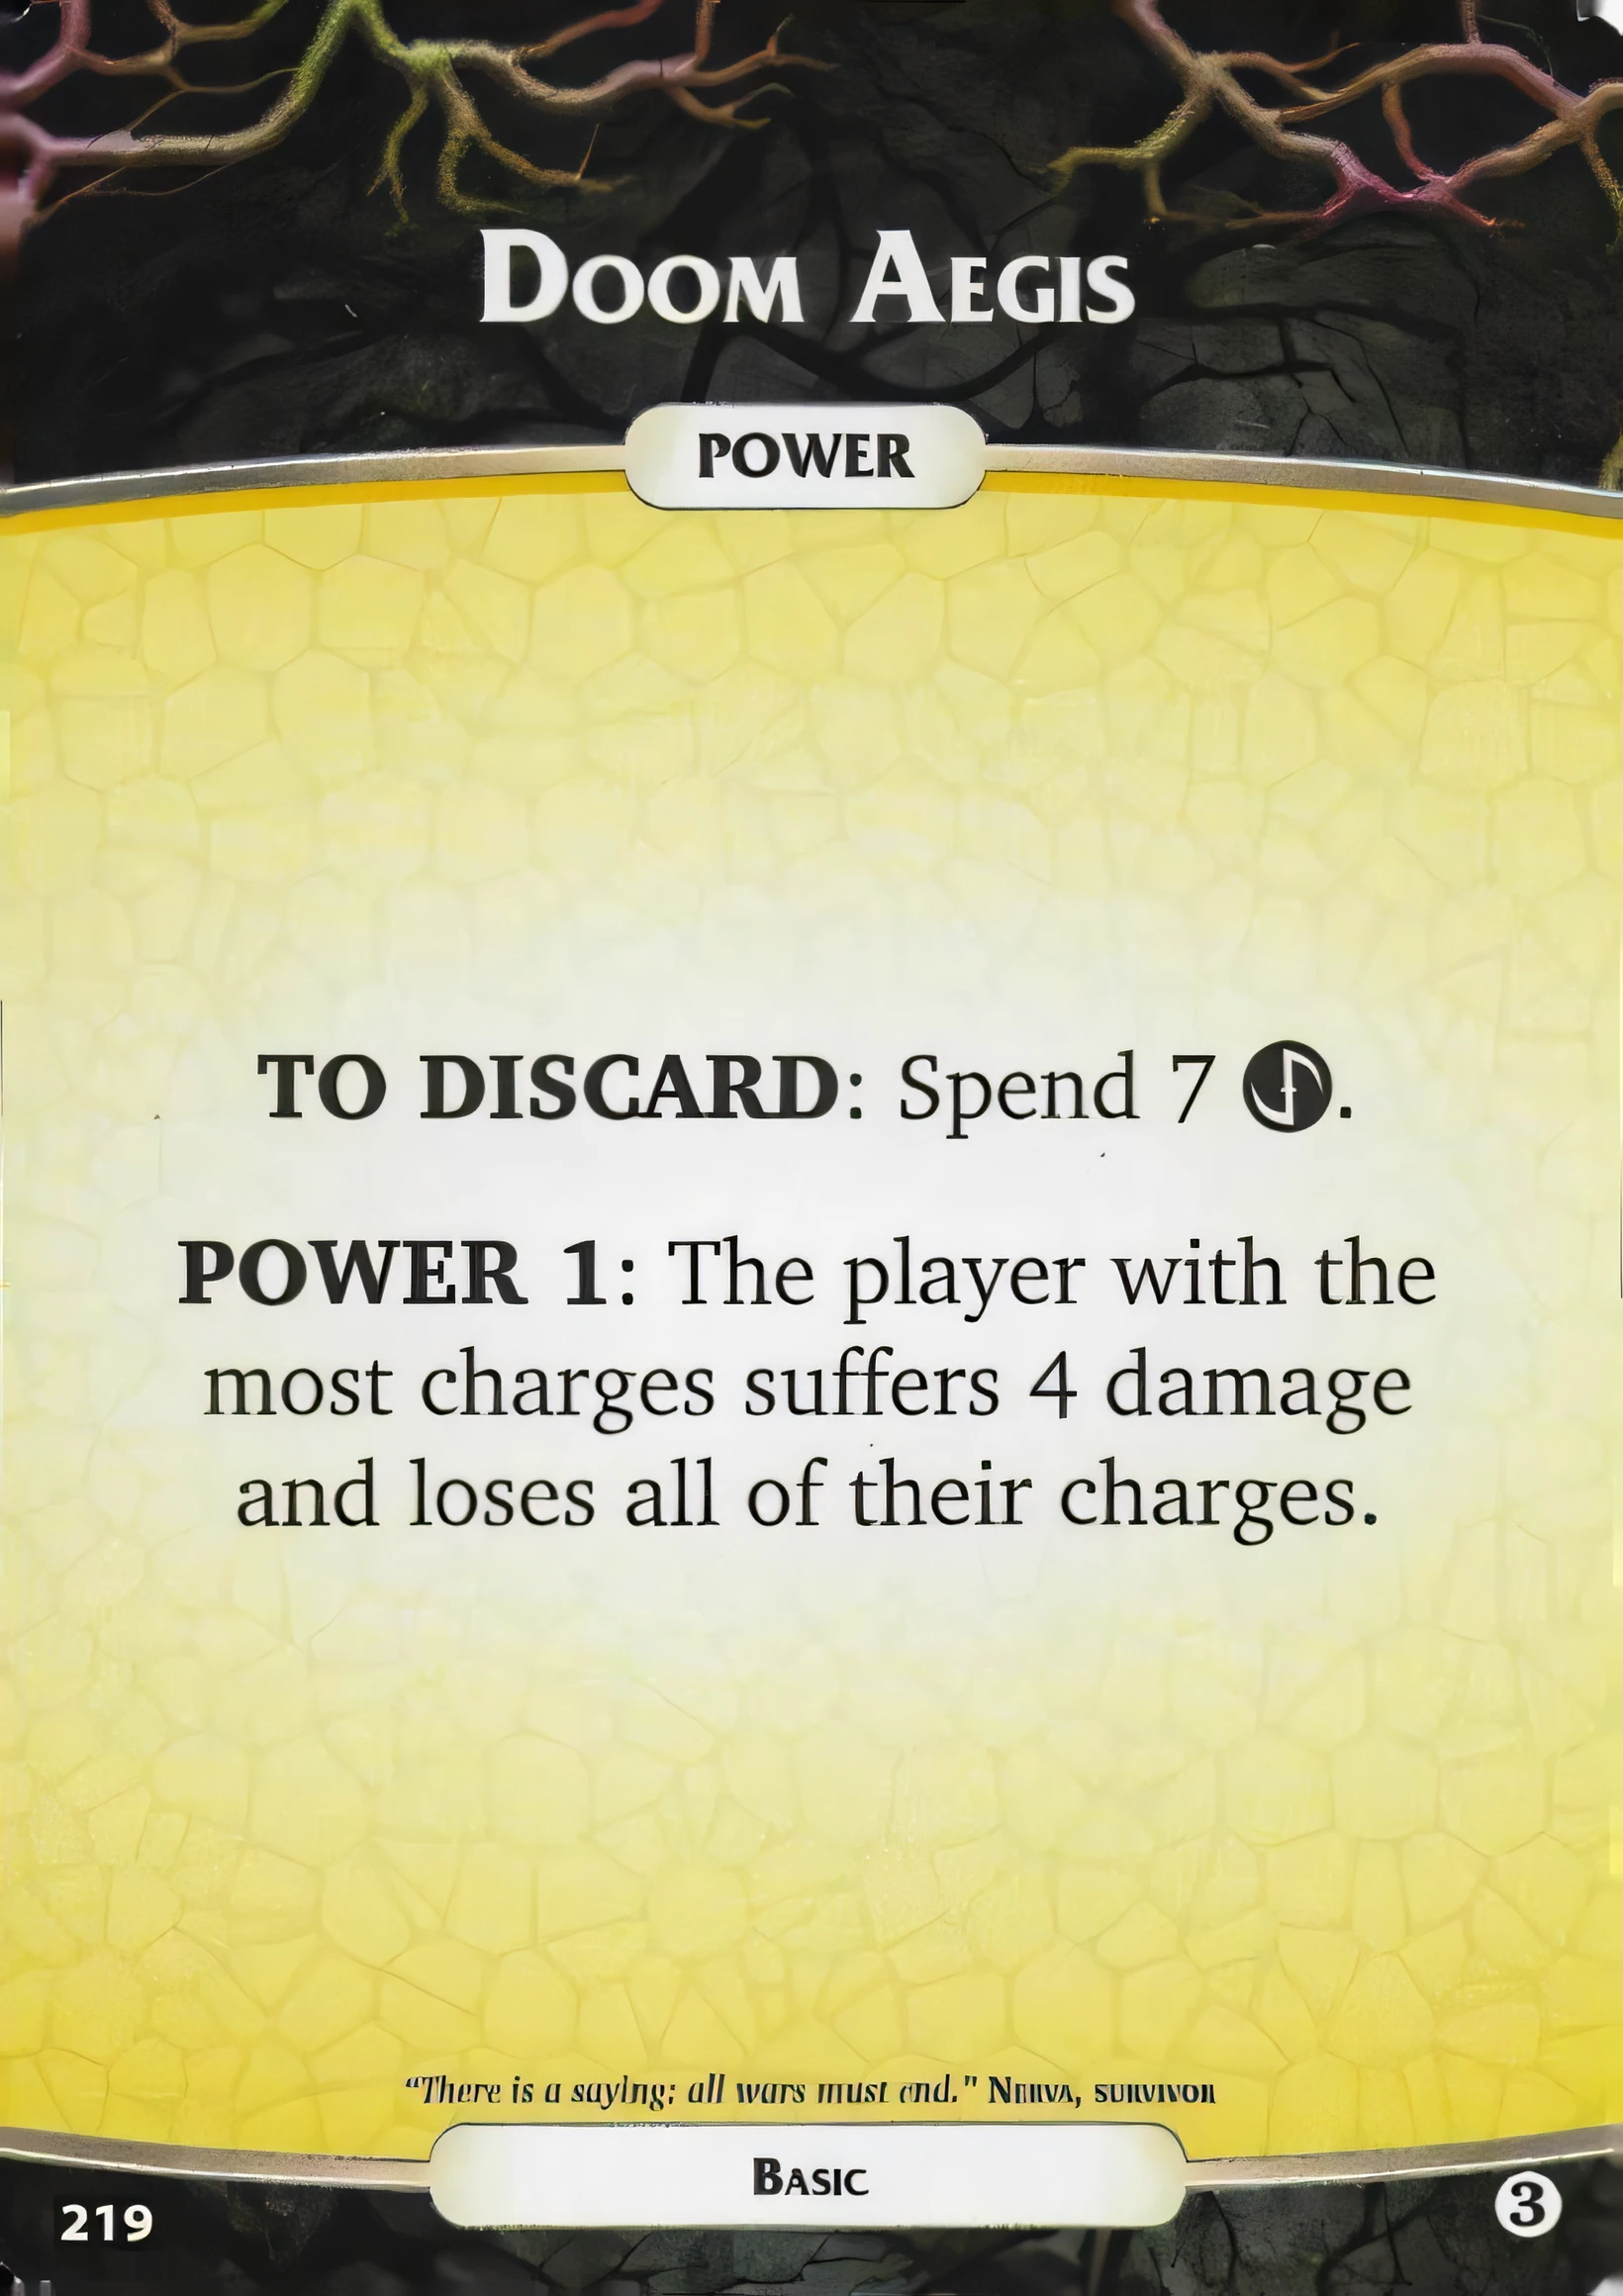 DOOM AEGIS
POWER
TO DISCARD: Spend 7 .
POWER 1: The player with the
most charges suffers 4 damage
and loses all of their charges.
“There is a saying; all wars must end." SURVIVOR
BASIC
219
3